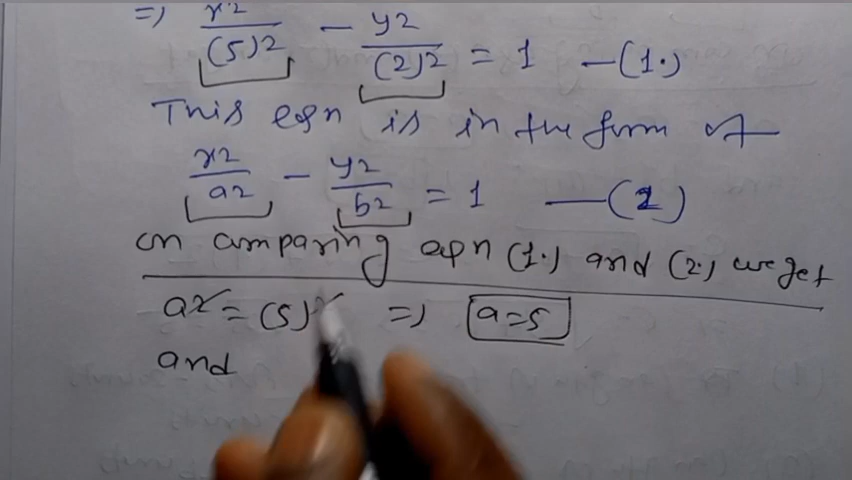 => x²/(5)² - y²/(2)² = 1 —(1.)
This eqn is in the form of
x²/a² - y²/b² = 1 —(2)
on comparing eqn (1.) and (2.) we get
a² = (5)² => a=5
and